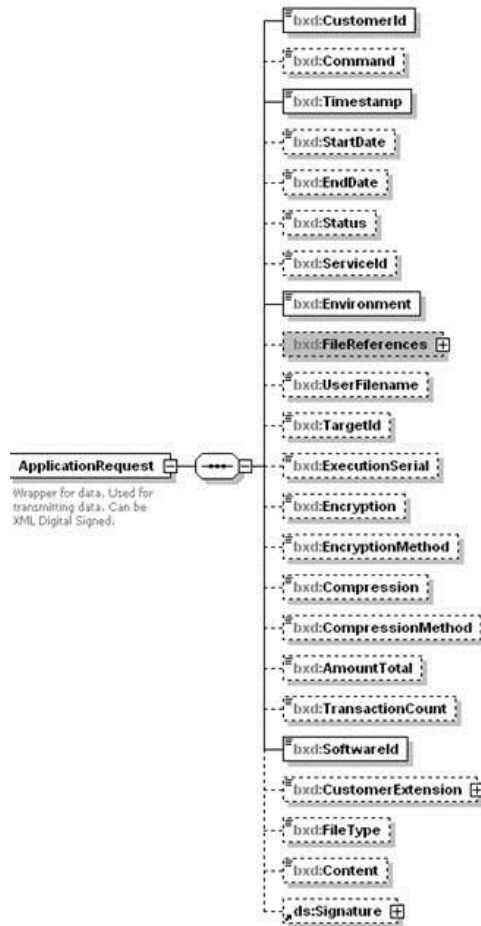 bxd:CustomerId
bxd:Command
bxd:Timestamp
bxd:StartDate
bxd:EndDate
bxd:Status
bxd:ServiceId
bxd:Environment
bxd:FileReferences
bxd:UserFilename
bxd:TargetId
ApplicationRequest
bxd:ExecutionSerial
Wrapper for data. Used for
transmitting data. Can be
XML Digital Signed.
bxd:Encryption
bxd:EncryptionMethod
bxd:Compression
bxd:CompressionMethod
bxd:AmountTotal
bxd:TransactionCount
bxd:SoftwareId
bxd:CustomerExtension
bxd:FileType
bxd:Content
ds:Signature